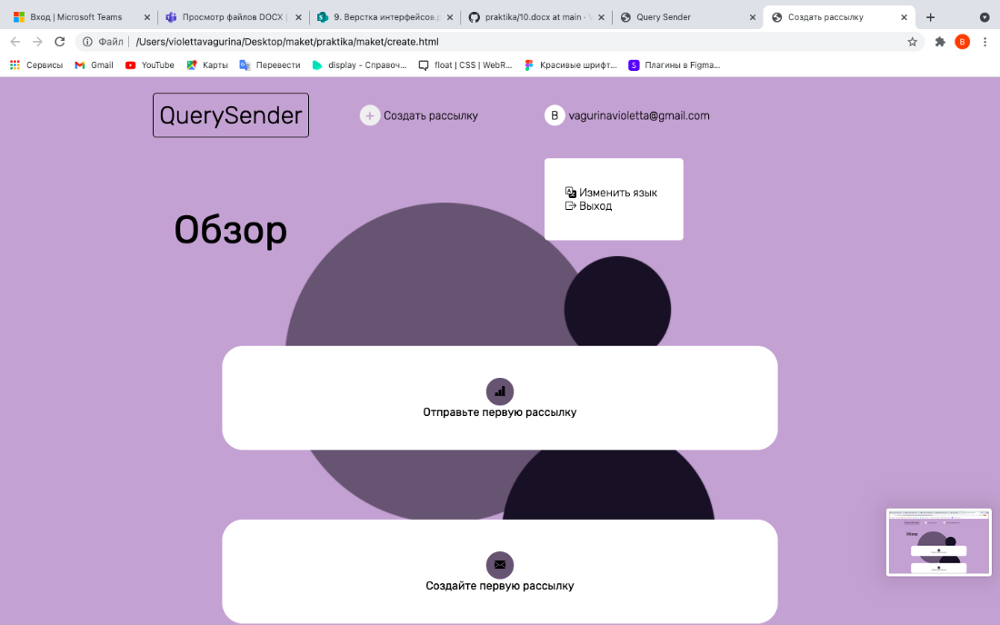 Вход | Microsoft Teams
Просмотр файлов DOCX |
9. Верстка интерфейсов.p
praktika/10.docx at main ·
Query Sender
Создать рассылку
Файл | /Users/violettavagurina/Desktop/maket/praktika/maket/create.html
B
Сервисы
Gmail
YouTube
Карты
Перевести
display - Справоч...
float | CSS | WebR...
Красивые шрифт...
S Плагины в Figma...
QuerySender
+ Создать рассылку
B vagurinavioletta@gmail.com
Изменить язык
Выход
Обзор
Отправьте первую рассылку
Создайте первую рассылку